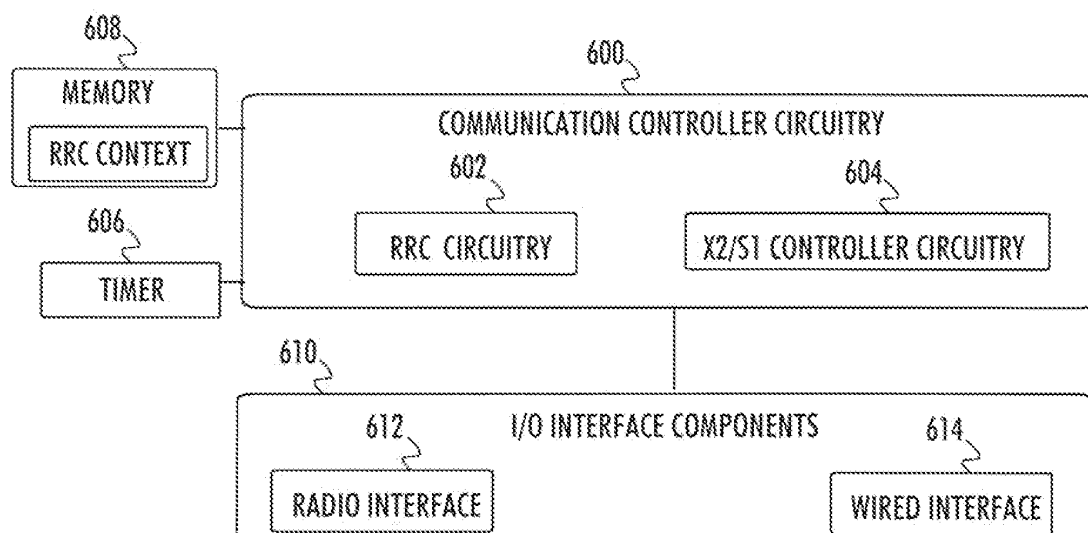 608
600
MEMORY
COMMUNICATION CONTROLLER CIRCUITRY
RRC CONTEXT
602
604
606
RRC CIRCUITRY
X2/S1 CONTROLLER CIRCUITRY
TIMER
610
I/O INTERFACE COMPONENTS
612
614
RADIO INTERFACE
WIRED INTERFACE